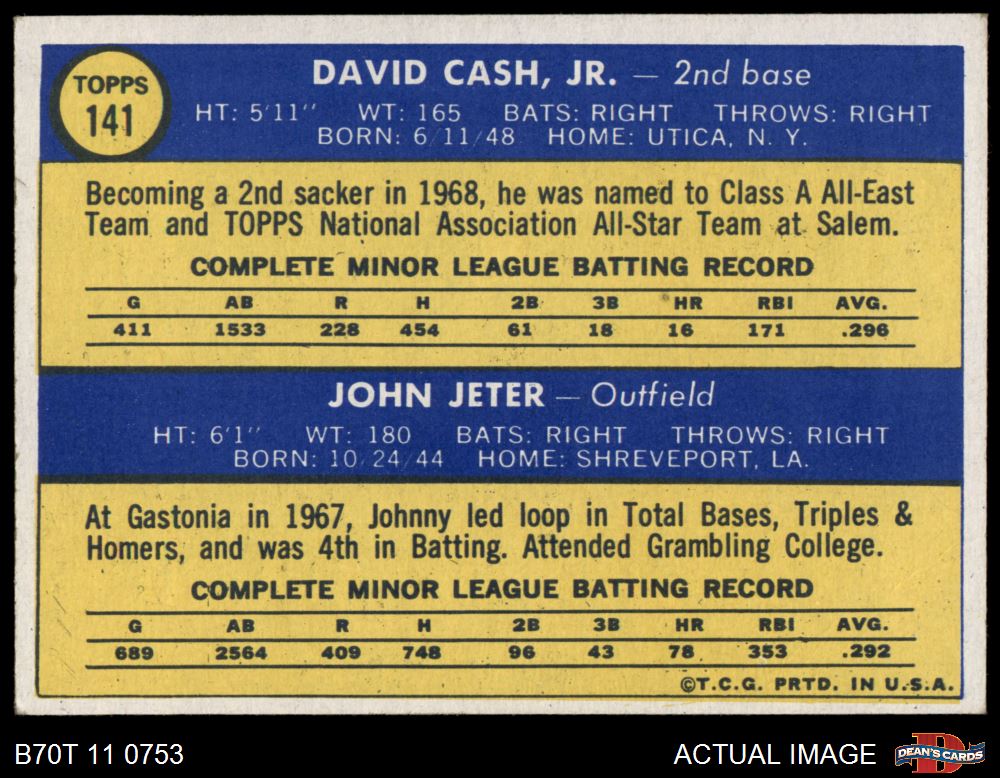 TOPPS
141
DAVID CASH, JR. — 2nd base
HT: 5'11" WT: 165 BATS: RIGHT THROWS: RIGHT
BORN: 6/11/48 HOME: UTICA, N. Y.
Becoming a 2nd sacker in 1968, he was named to Class A All-East
Team and TOPPS National Association All-Star Team at Salem.
COMPLETE MINOR LEAGUE BATTING RECORD
G AB R H 2B 3B HR RBI AVG.
411 1533 228 454 61 18 16 171 .296
JOHN JETER — Outfield
HT: 6'1" WT: 180 BATS: RIGHT THROWS: RIGHT
BORN: 10/24/44 HOME: SHREVEPORT, LA.
At Gastonia in 1967, Johnny led loop in Total Bases, Triples &
Homers, and was 4th in Batting. Attended Grambling College.
COMPLETE MINOR LEAGUE BATTING RECORD
G AB R H 2B 3B HR RBI AVG.
689 2564 409 748 96 43 78 353 .292
©T.C.G. PRTD. IN U.S.A.
B70T 11 0753 ACTUAL IMAGE DEAN'S CARDS